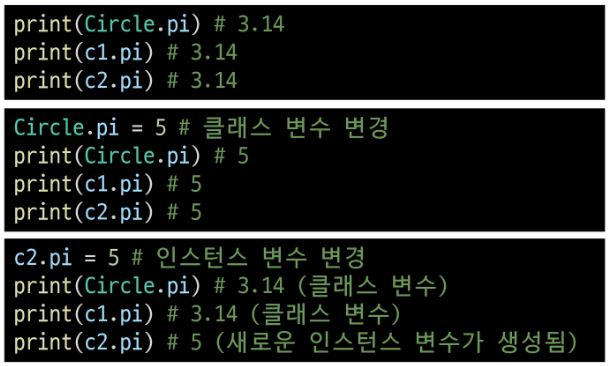 print(Circle.pi) # 3.14
print(c1.pi) # 3.14
print(c2.pi) # 3.14
Circle.pi = 5 # 클래스 변수 변경
print(Circle.pi) # 5
print(c1.pi) # 5
print(c2.pi) # 5
c2.pi = 5 # 인스턴스 변수 변경
print(Circle.pi) # 3.14 (클래스 변수)
print(c1.pi) # 3.14 (클래스 변수)
print(c2.pi) # 5 (새로운 인스턴스 변수가 생성됨)